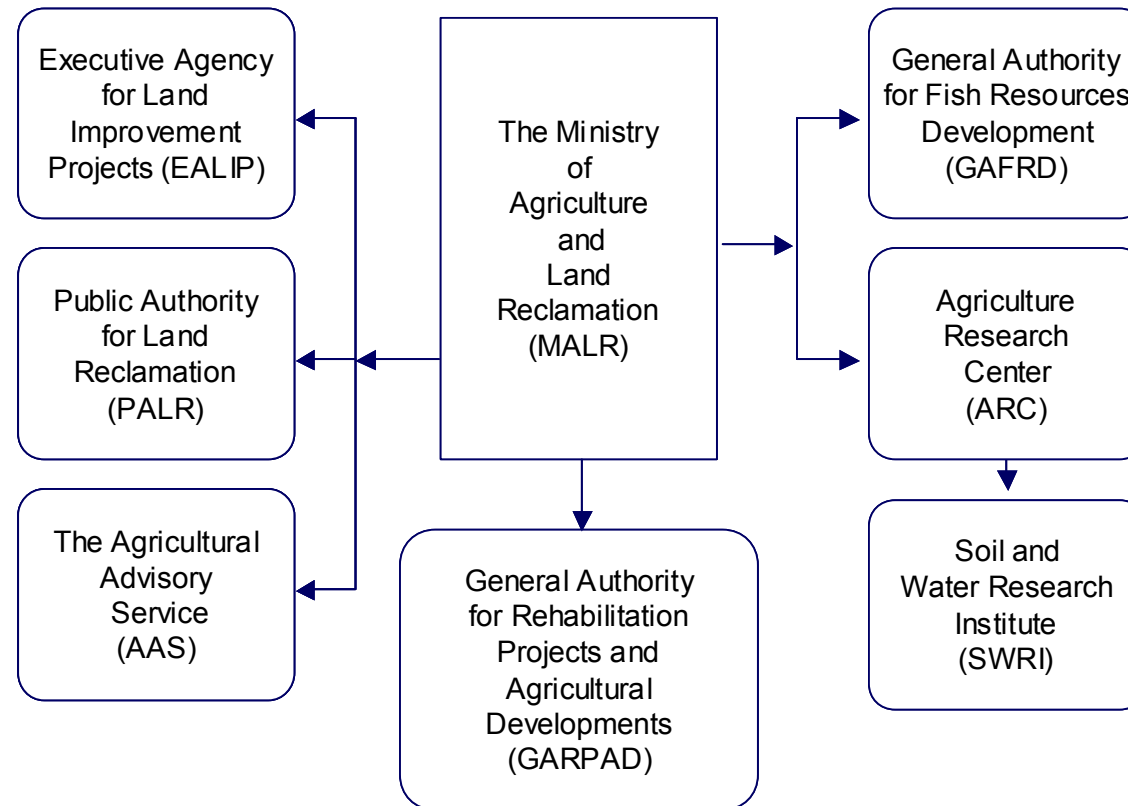 Executive Agency
for Land
Improvement
Projects (EALIP)
Public Authority
for Land
Reclamation
(PALR)
The Agricultural
Advisory
Service
(AAS)
The Ministry
of
Agriculture
and
Land
Reclamation
(MALR)
General Authority
for Rehabilitation
Projects and
Agricultural
Developments
(GARPAD)
General Authority
for Fish Resources
Development
(GAFRD)
Agriculture
Research
Center
(ARC)
Soil and
Water Research
Institute
(SWRI)